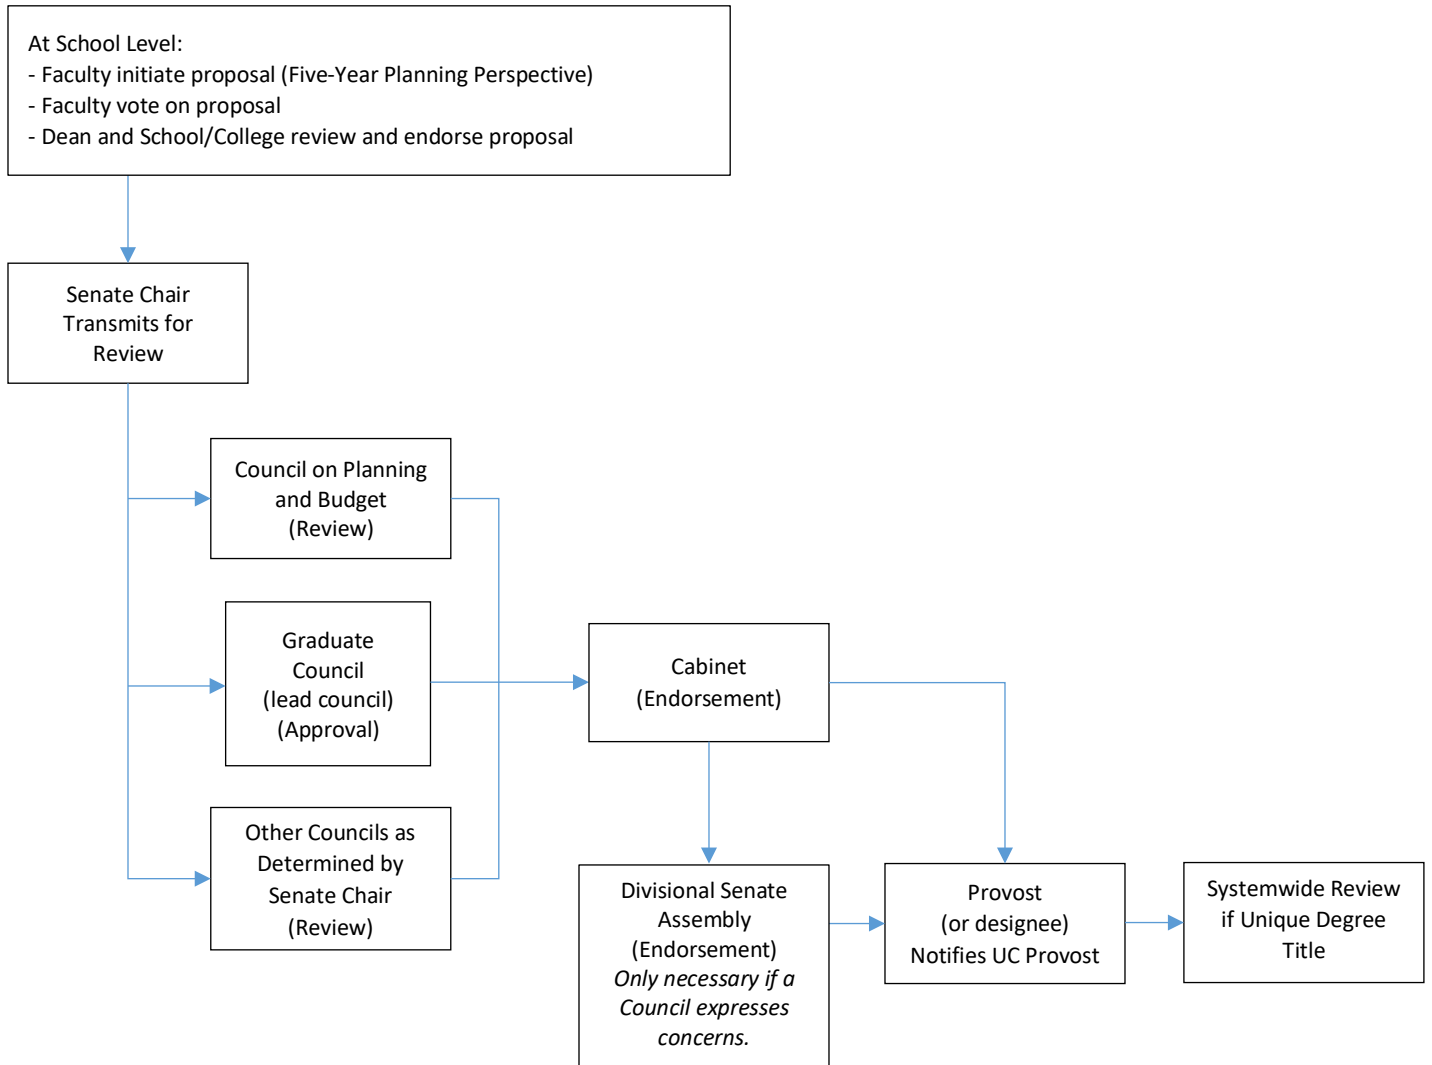 At School Level:
- Faculty initiate proposal (Five-Year Planning Perspective)
- Faculty vote on proposal
- Dean and School/College review and endorse proposal
Senate Chair
Transmits for
Review
Council on Planning
and Budget
(Review)
Graduate
Council
(lead council)
(Approval)
Other Councils as
Determined by
Senate Chair
(Review)
Cabinet
(Endorsement)
Divisional Senate
Assembly
(Endorsement)
Only necessary if a
Council expresses
concerns.
Provost
(or designee)
Notifies UC Provost
Systemwide Review
if Unique Degree
Title